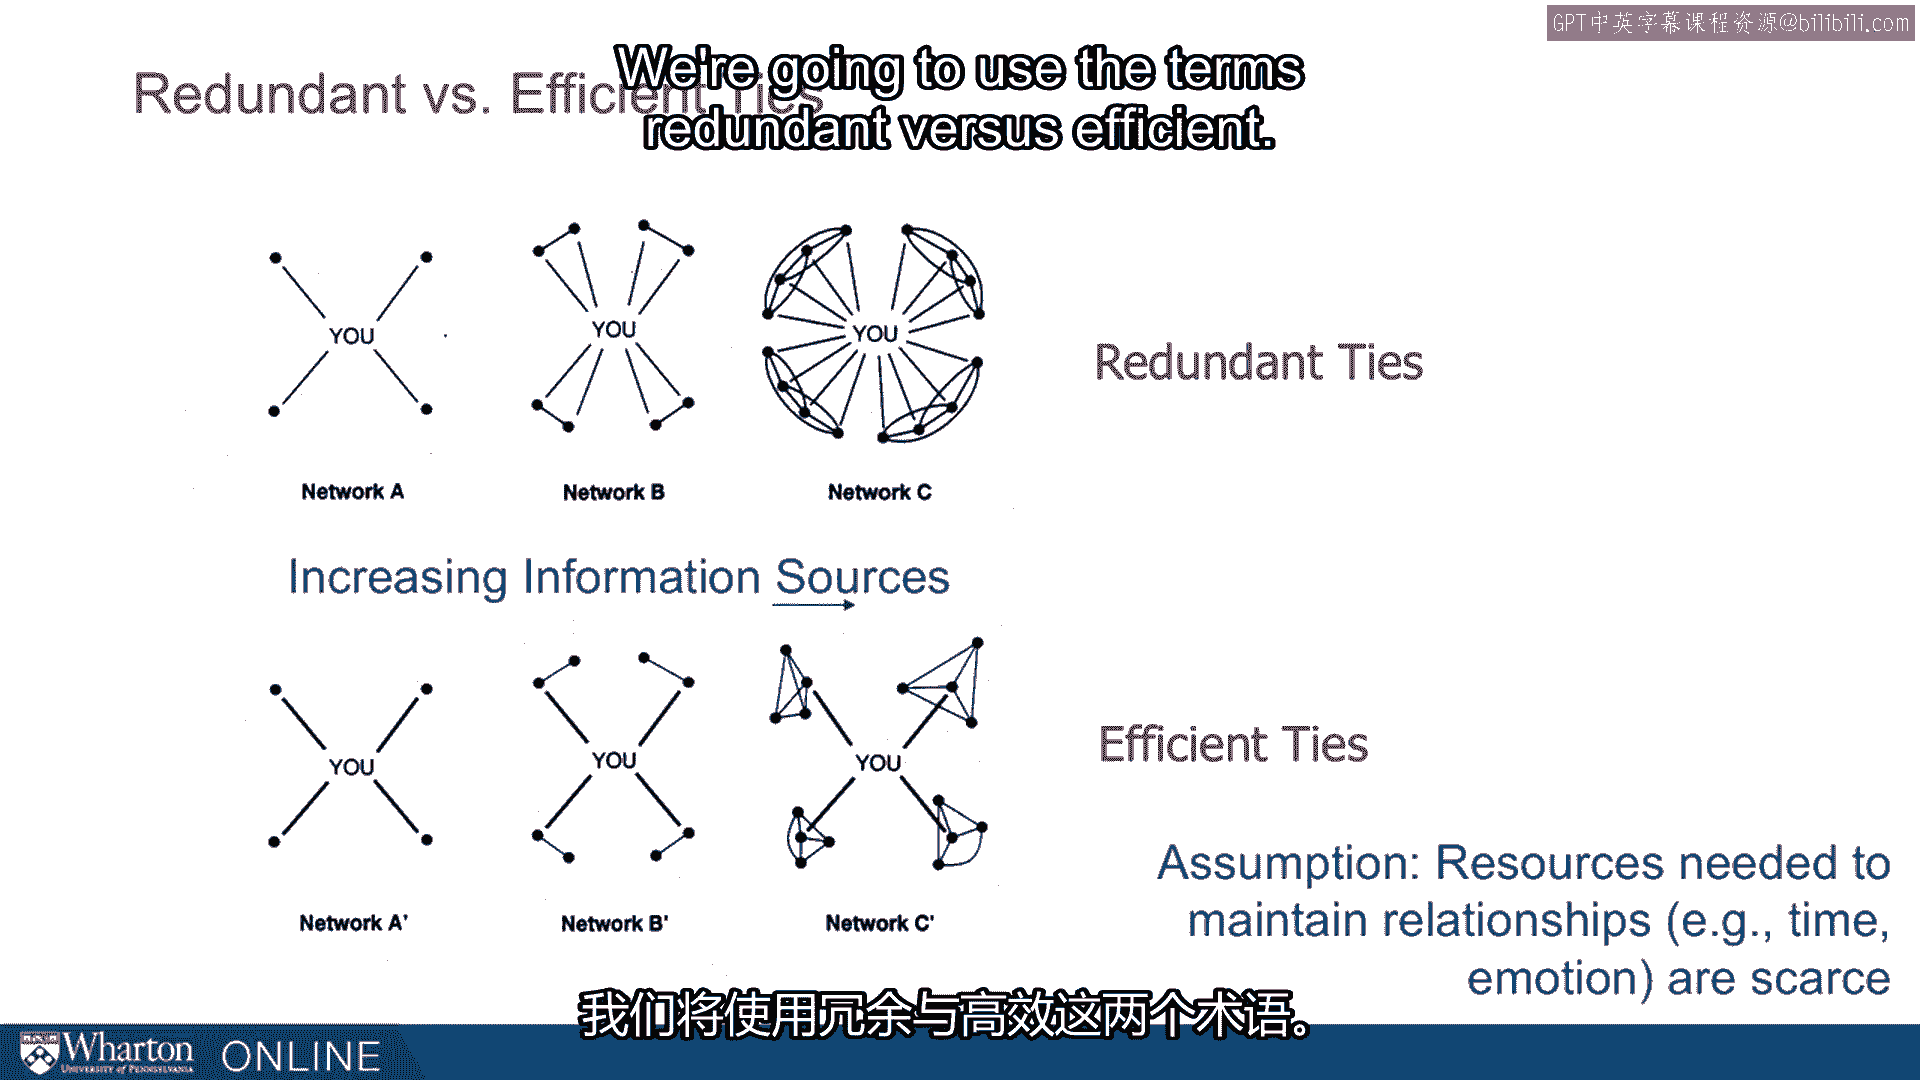 GPT中英字幕课程资源@bilibili.com
We're going to use the terms
redundant versus efficient.
Redundant vs. Efficient Ties
YOU
YOU
YOU
Redundant Ties
Network A
Network B
Network C
Increasing Information Sources
YOU
YOU
YOU
Efficient Ties
Assumption: Resources needed to
maintain relationships (e.g., time,
emotion) are scarce
Network A'
Network B'
Network C'
我们将使用冗余与高效这两个术语。
Wharton
UNIVERSITY of PENNSYLVANIA
ONLINE